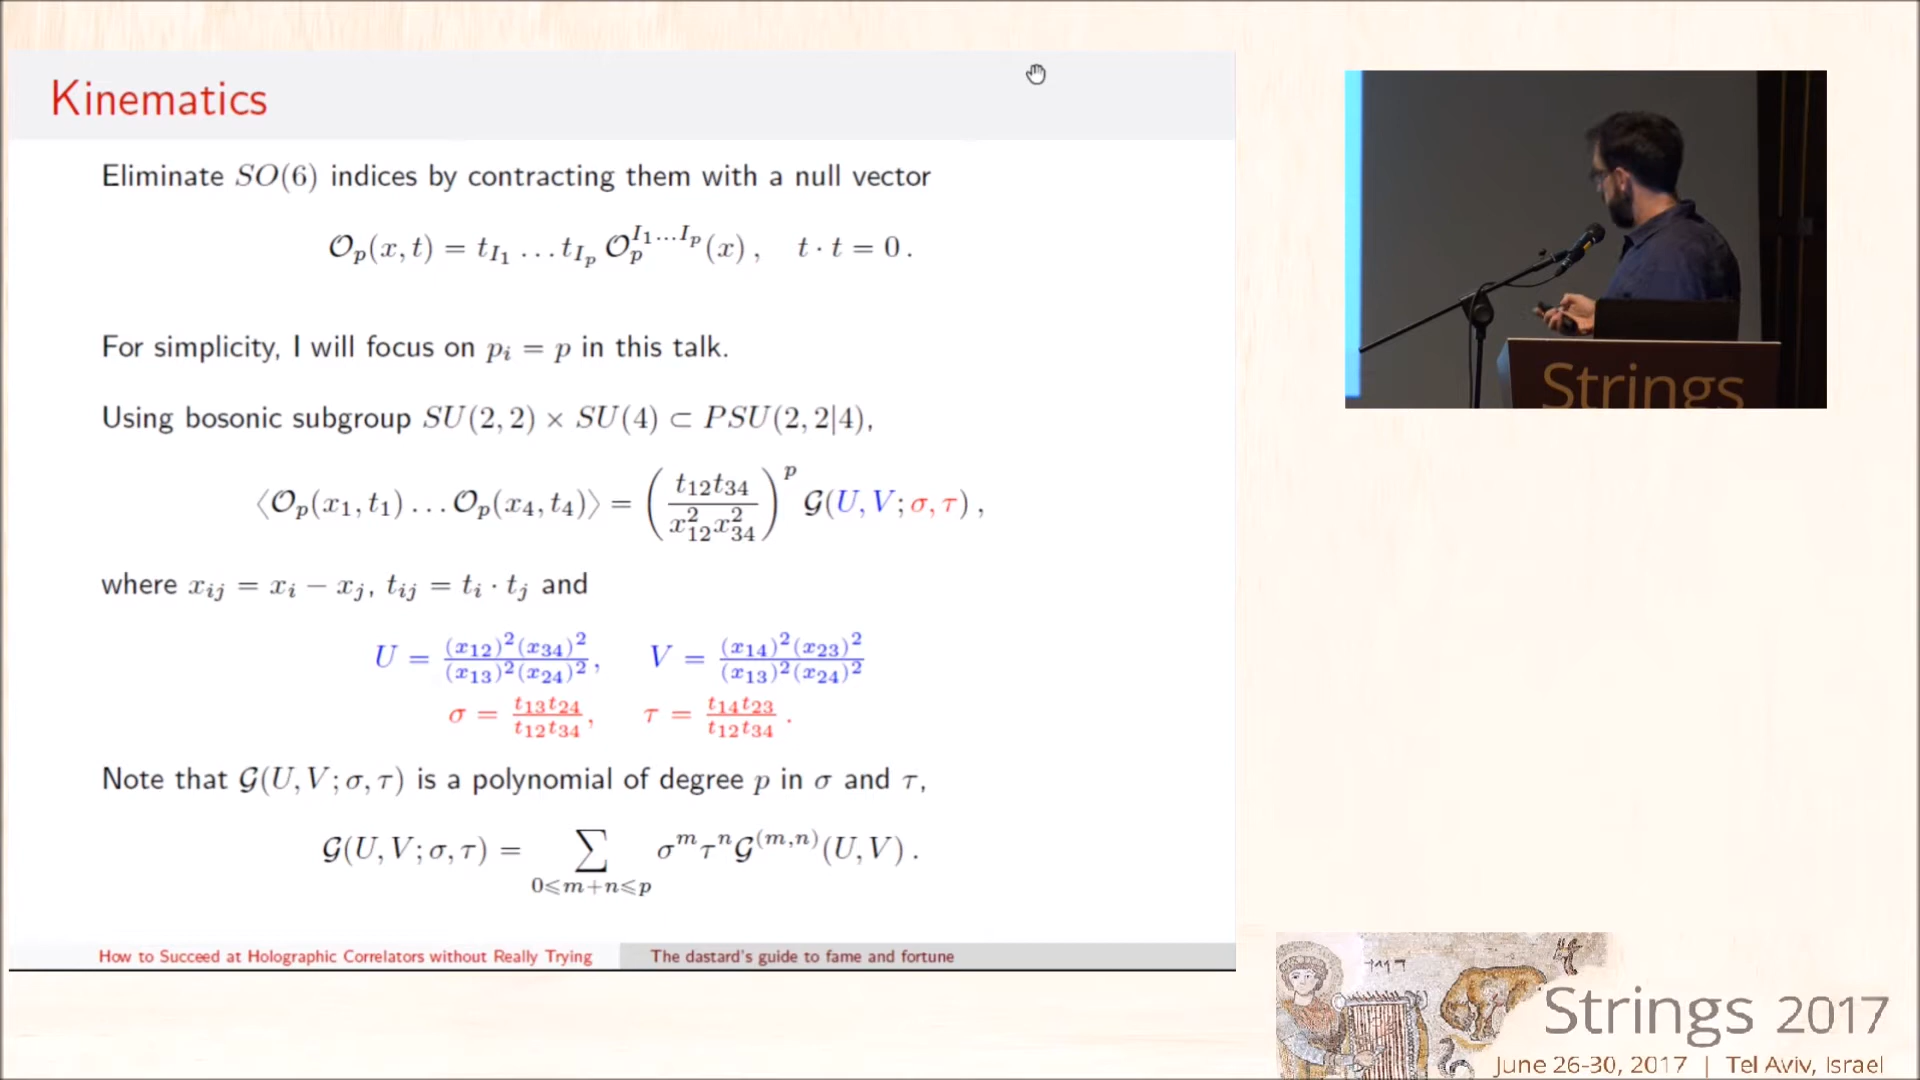 Kinematics
Eliminate SO(6) indices by contracting them with a null vector
𝒪_p(x, t) = t_{I_1} … t_{I_p} 𝒪_p^{I_1…I_p}(x) ,   t · t = 0 .
For simplicity, I will focus on p_i = p in this talk.
Using bosonic subgroup SU(2, 2) × SU(4) ⊂ PSU(2, 2|4),
⟨𝒪_p(x_1, t_1) … 𝒪_p(x_4, t_4)⟩ = (t_{12}t_{34} / x_{12}^2 x_{34}^2)^p 𝒢(U, V; σ, τ) ,
where x_{ij} = x_i − x_j, t_{ij} = t_i · t_j and
U = (x_{12})^2(x_{34})^2 / (x_{13})^2(x_{24})^2 ,   V = (x_{14})^2(x_{23})^2 / (x_{13})^2(x_{24})^2
σ = t_{13}t_{24} / t_{12}t_{34} ,   τ = t_{14}t_{23} / t_{12}t_{34} .
Note that 𝒢(U, V; σ, τ) is a polynomial of degree p in σ and τ,
𝒢(U, V; σ, τ) = ∑_{0⩽m+n⩽p} σ^m τ^n 𝒢^{(m,n)}(U, V) .
How to Succeed at Holographic Correlators without Really Trying
The dastard's guide to fame and fortune
Strings
Strings 2017
June 26-30, 2017 | Tel Aviv, Israel